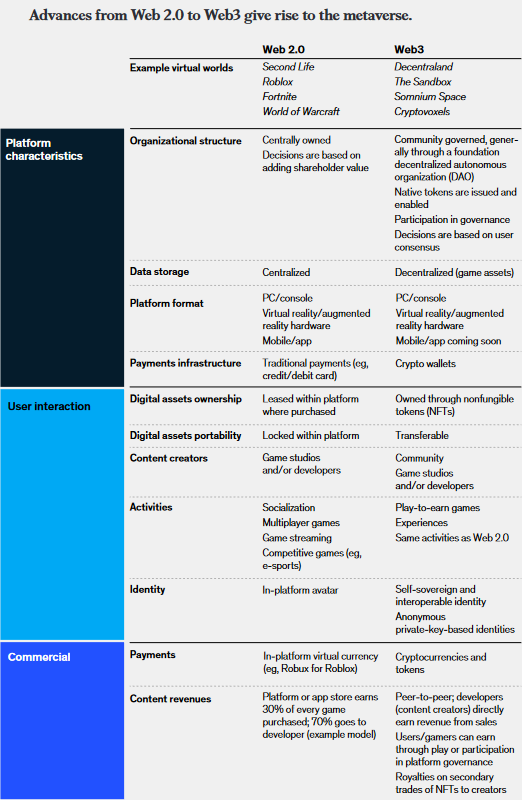 Advances from Web 2.0 to Web3 give rise to the metaverse.
Web 2.0 Web3
Example virtual worlds
Second Life
Roblox
Fortnite
World of Warcraft
Decentraland
The Sandbox
Somnium Space
Cryptovoxels
Platform
characteristics
Organizational structure
Centrally owned
Decisions are based on
adding shareholder value
Community governed, gener-
ally through a foundation
decentralized autonomous
organization (DAO)
Native tokens are issued and
enabled
Participation in governance
Decisions are based on user
consensus
Data storage
Centralized
Decentralized (game assets)
Platform format
PC/console
Virtual reality/augmented
reality hardware
Mobile/app
PC/console
Virtual reality/augmented
reality hardware
Mobile/app coming soon
Payments infrastructure
Traditional payments (eg,
credit/debit card)
Crypto wallets
User interaction
Digital assets ownership
Leased within platform
where purchased
Owned through nonfungible
tokens (NFTs)
Digital assets portability
Locked within platform
Transferable
Content creators
Game studios
and/or developers
Community
Game studios
and/or developers
Activities
Socialization
Multiplayer games
Game streaming
Competitive games (eg,
e-sports)
Play-to-earn games
Experiences
Same activities as Web 2.0
Identity
In-platform avatar
Self-sovereign and
interoperable identity
Anonymous
private-key-based identities
Commercial
Payments
In-platform virtual currency
(eg, Robux for Roblox)
Cryptocurrencies and
tokens
Content revenues
Platform or app store earns
30% of every game
purchased; 70% goes to
developer (example model)
Peer-to-peer; developers
(content creators) directly
earn revenue from sales
Users/gamers can earn
through play or participation
in platform governance
Royalties on secondary
trades of NFTs to creators